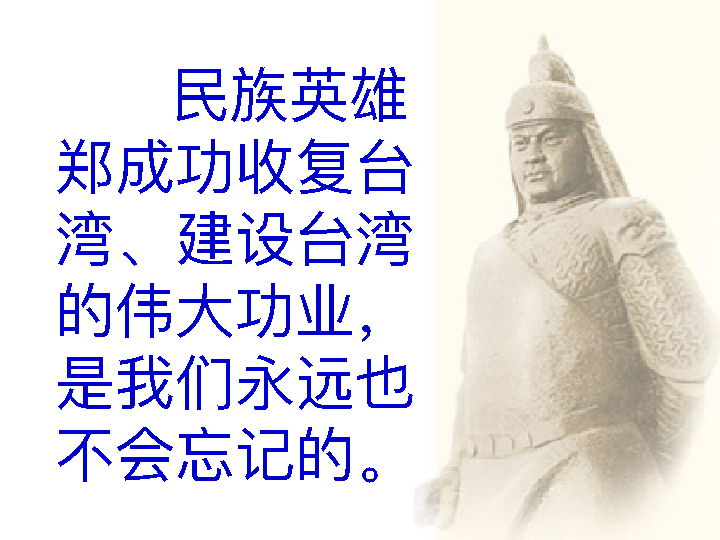 民族英雄
郑成功收复台
湾、建设台湾
的伟大功业，
是我们永远也
不会忘记的。